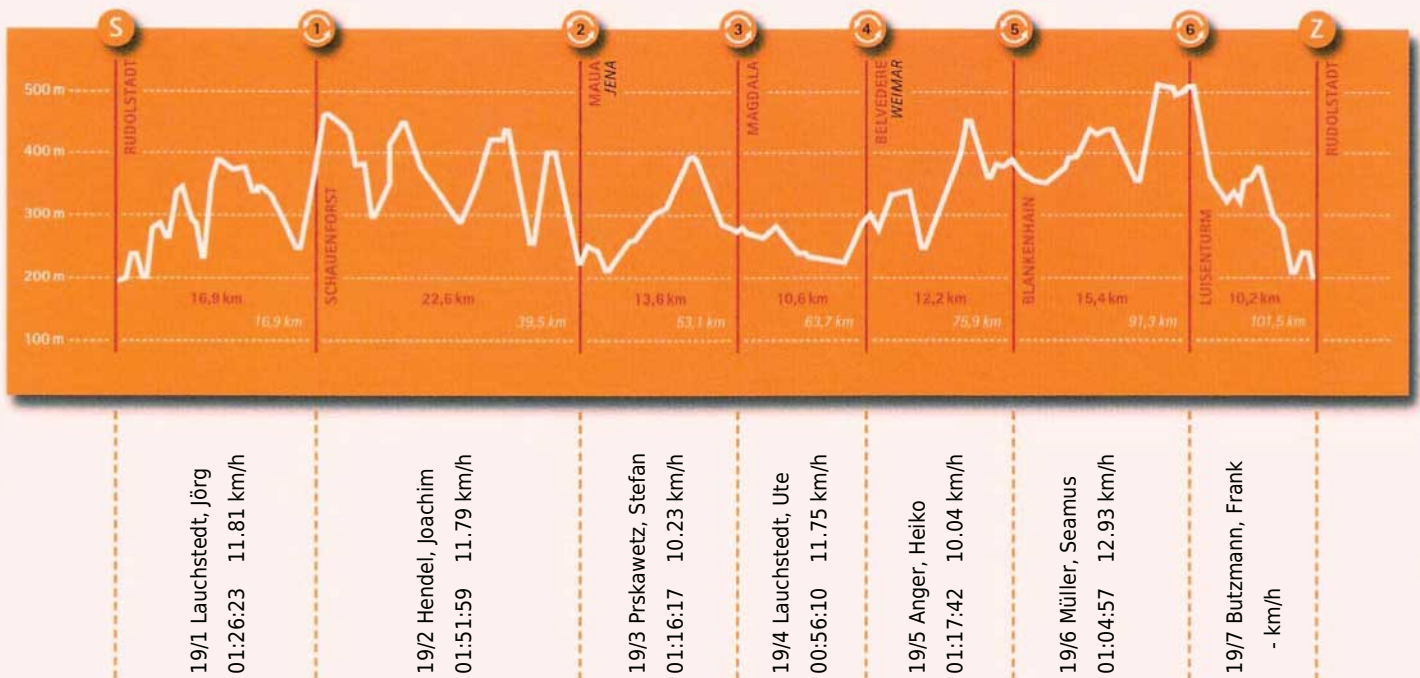 S
1
2
3
4
5
6
Z
RUDOLSTADT
SCHAUENFORST
MAUA
JENA
MAGDALA
BELVEDERE
WEIMAR
BLANKENHAIN
LUISENTURM
RUDOLSTADT
500 m
400 m
300 m
200 m
100 m
16,9 km
22,6 km
13,6 km
10,6 km
12,2 km
15,4 km
10,2 km
16,9 km
39,5 km
53,1 km
63,7 km
75,9 km
91,3 km
101,5 km
19/1 Lauchstedt, Jörg
01:26:23 11.81 km/h
19/2 Hendel, Joachim
01:51:59 11.79 km/h
19/3 Prskawetz, Stefan
01:16:17 10.23 km/h
19/4 Lauchstedt, Ute
00:56:10 11.75 km/h
19/5 Anger, Heiko
01:17:42 10.04 km/h
19/6 Müller, Seamus
01:04:57 12.93 km/h
19/7 Butzmann, Frank
- km/h